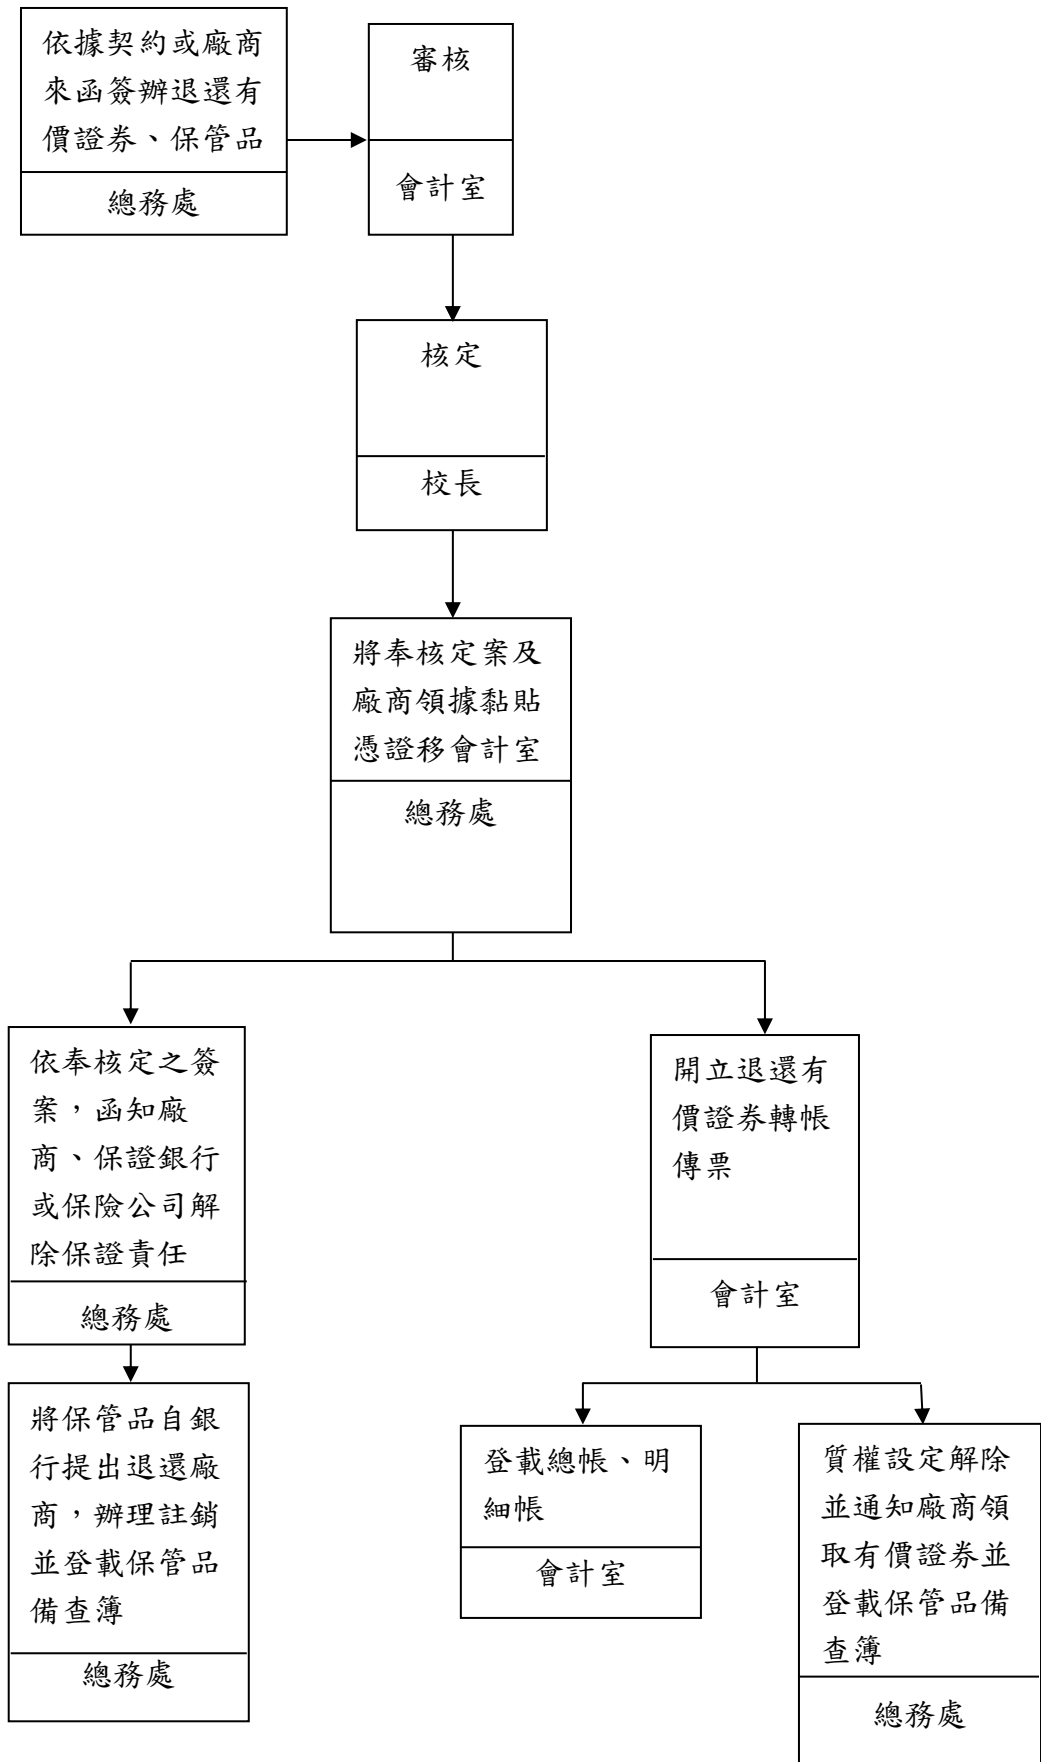 依據契約或廠商
來函簽辦退還有
價證券、保管品
總務處
審核
會計室
核定
校長
將奉核定案及
廠商領據黏貼
憑證移會計室
總務處
依奉核定之簽
案,函知廠
商、保證銀行
或保險公司解
除保證責任
總務處
將保管品自銀
行提出退還廠
商,辦理註銷
並登載保管品
備查簿
總務處
開立退還有
價證券轉帳
傳票
會計室
登載總帳、明
細帳
會計室
質權設定解除
並通知廠商領
取有價證券並
登載保管品備
查簿
總務處